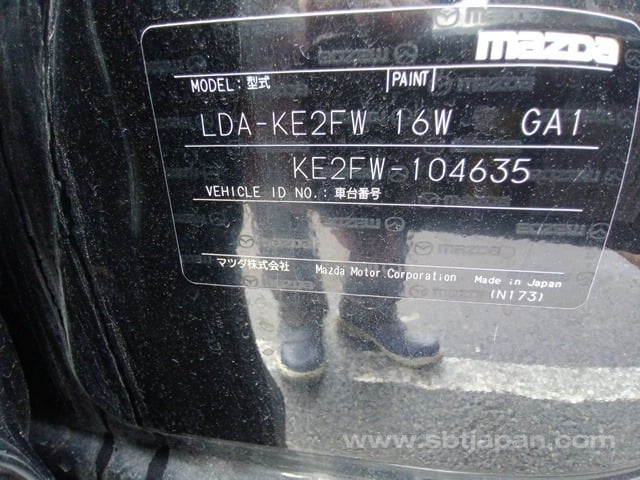 mazda
MODEL: 型式 PAINT
LDA-KE2FW 16W GA1
KE2FW-104635
VEHICLE ID NO.: 車台番号
マツダ株式会社 Mazda Motor Corporation Made in Japan
(N173)
www.sbtjapan.com